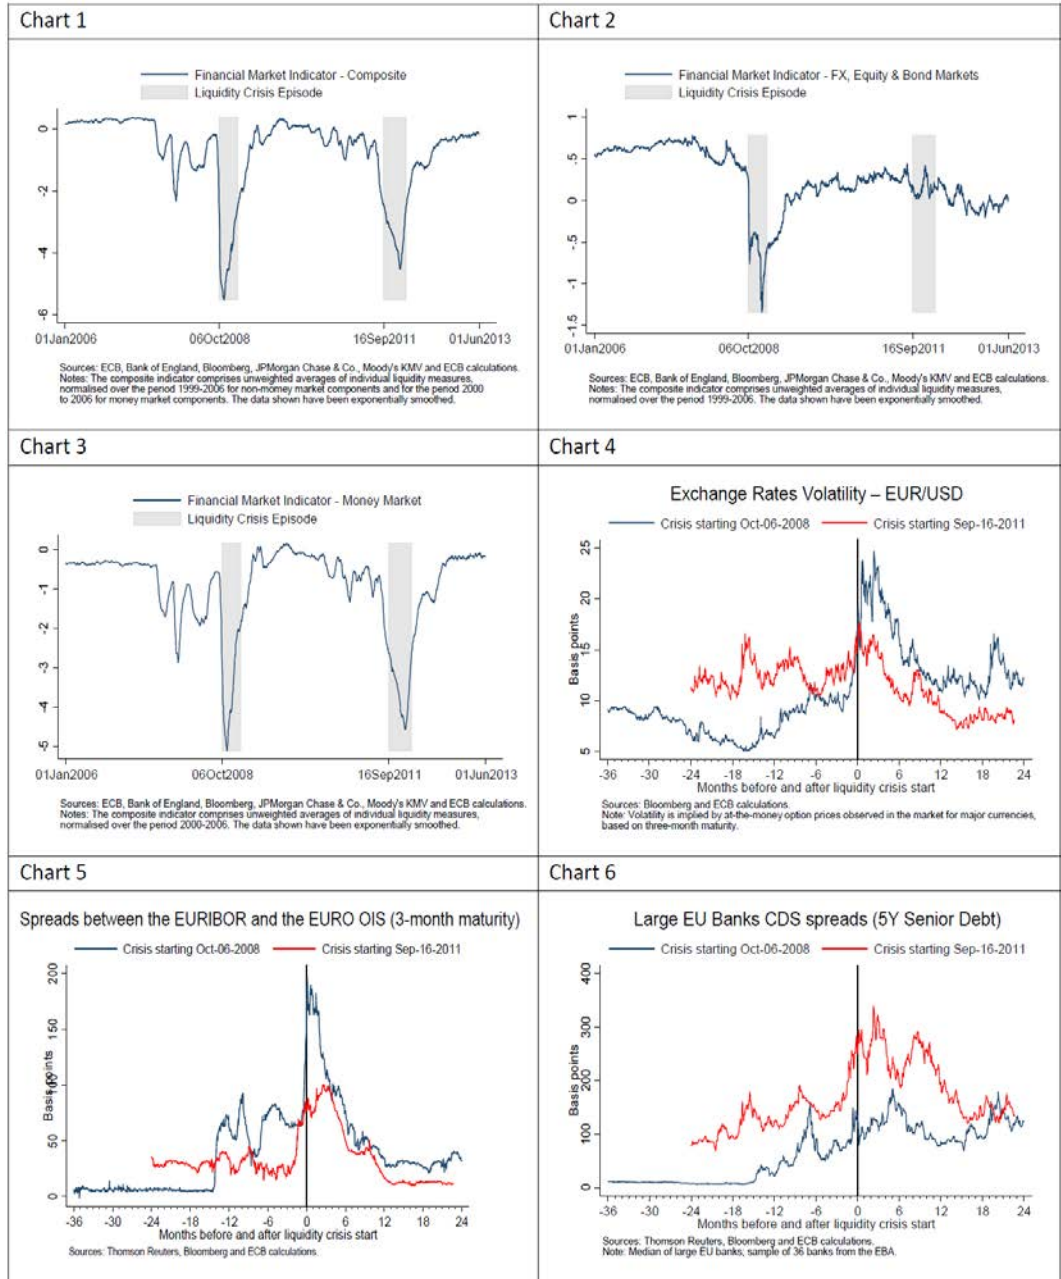 Chart 1
Financial Market Indicator - Composite
Liquidity Crisis Episode
0
-2
-4
-6
01Jan2006 06Oct2008 16Sep2011 01Jun2013
Sources: ECB, Bank of England, Bloomberg, JPMorgan Chase & Co., Moody's KMV and ECB calculations.
Notes: The composite indicator comprises unweighted averages of individual liquidity measures,
normalised over the period 1999-2006 for non-money market components and for the period 2000
to 2006 for money market components. The data shown have been exponentially smoothed.
Chart 2
Financial Market Indicator - FX, Equity & Bond Markets
Liquidity Crisis Episode
1
.5
0
-.5
-1
-1.5
01Jan2006 06Oct2008 16Sep2011 01Jun2013
Sources: ECB, Bank of England, Bloomberg, JPMorgan Chase & Co., Moody's KMV and ECB calculations.
Notes: The composite indicator comprises unweighted averages of individual liquidity measures,
normalised over the period 1999-2006. The data shown have been exponentially smoothed.
Chart 3
Financial Market Indicator - Money Market
Liquidity Crisis Episode
0
-1
-2
-3
-4
-5
01Jan2006 06Oct2008 16Sep2011 01Jun2013
Sources: ECB, Bank of England, Bloomberg, JPMorgan Chase & Co., Moody's KMV and ECB calculations.
Notes: The composite indicator comprises unweighted averages of individual liquidity measures,
normalised over the period 2000-2006. The data shown have been exponentially smoothed.
Chart 4
Exchange Rates Volatility – EUR/USD
Crisis starting Oct-06-2008 Crisis starting Sep-16-2011
Basis points
25
20
15
10
5
-36 -30 -24 -18 -12 -6 0 6 12 18 24
Months before and after liquidity crisis start
Sources: Bloomberg and ECB calculations.
Note: Volatility is implied by at-the-money option prices observed in the market for major currencies,
based on three-month maturity.
Chart 5
Spreads between the EURIBOR and the EURO OIS (3-month maturity)
Crisis starting Oct-06-2008 Crisis starting Sep-16-2011
Basis points
200
150
100
50
0
-36 -30 -24 -18 -12 -6 0 6 12 18 24
Months before and after liquidity crisis start
Sources: Thomson Reuters, Bloomberg and ECB calculations.
Chart 6
Large EU Banks CDS spreads (5Y Senior Debt)
Crisis starting Oct-06-2008 Crisis starting Sep-16-2011
Basis points
400
300
200
100
0
-36 -30 -24 -18 -12 -6 0 6 12 18 24
Months before and after liquidity crisis start
Sources: Thomson Reuters, Bloomberg and ECB calculations.
Note: Median of large EU banks; sample of 36 banks from the EBA.